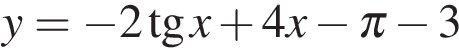 y = −2 tg x + 4x − π − 3